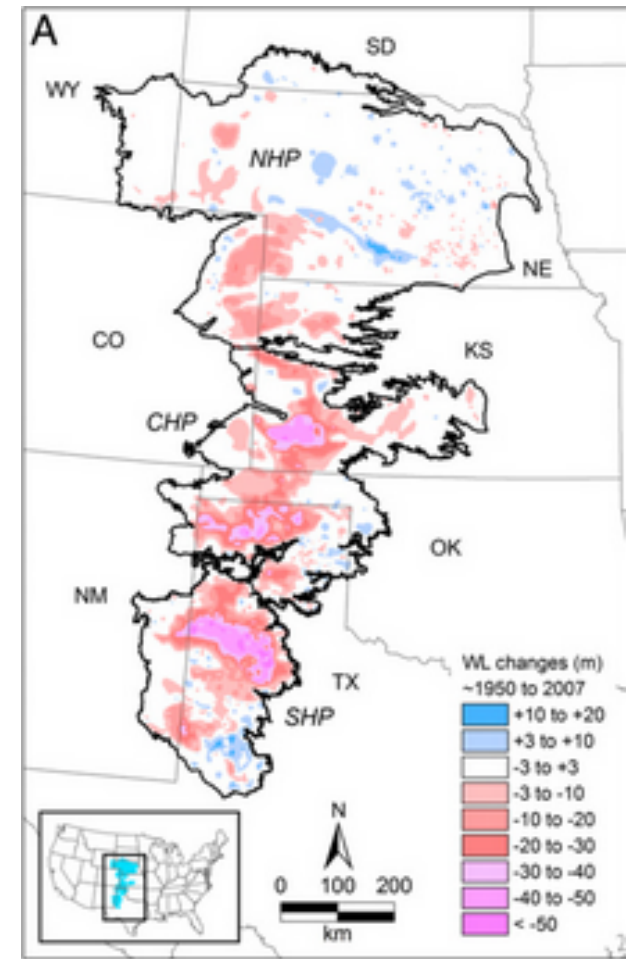 A
SD
WY
NHP
NE
CO
KS
CHP
OK
NM
TX
SHP
WL changes (m)
~1950 to 2007
+10 to +20
+3 to +10
-3 to +3
-3 to -10
-10 to -20
-20 to -30
-30 to -40
-40 to -50
< -50
N
0 100 200
km